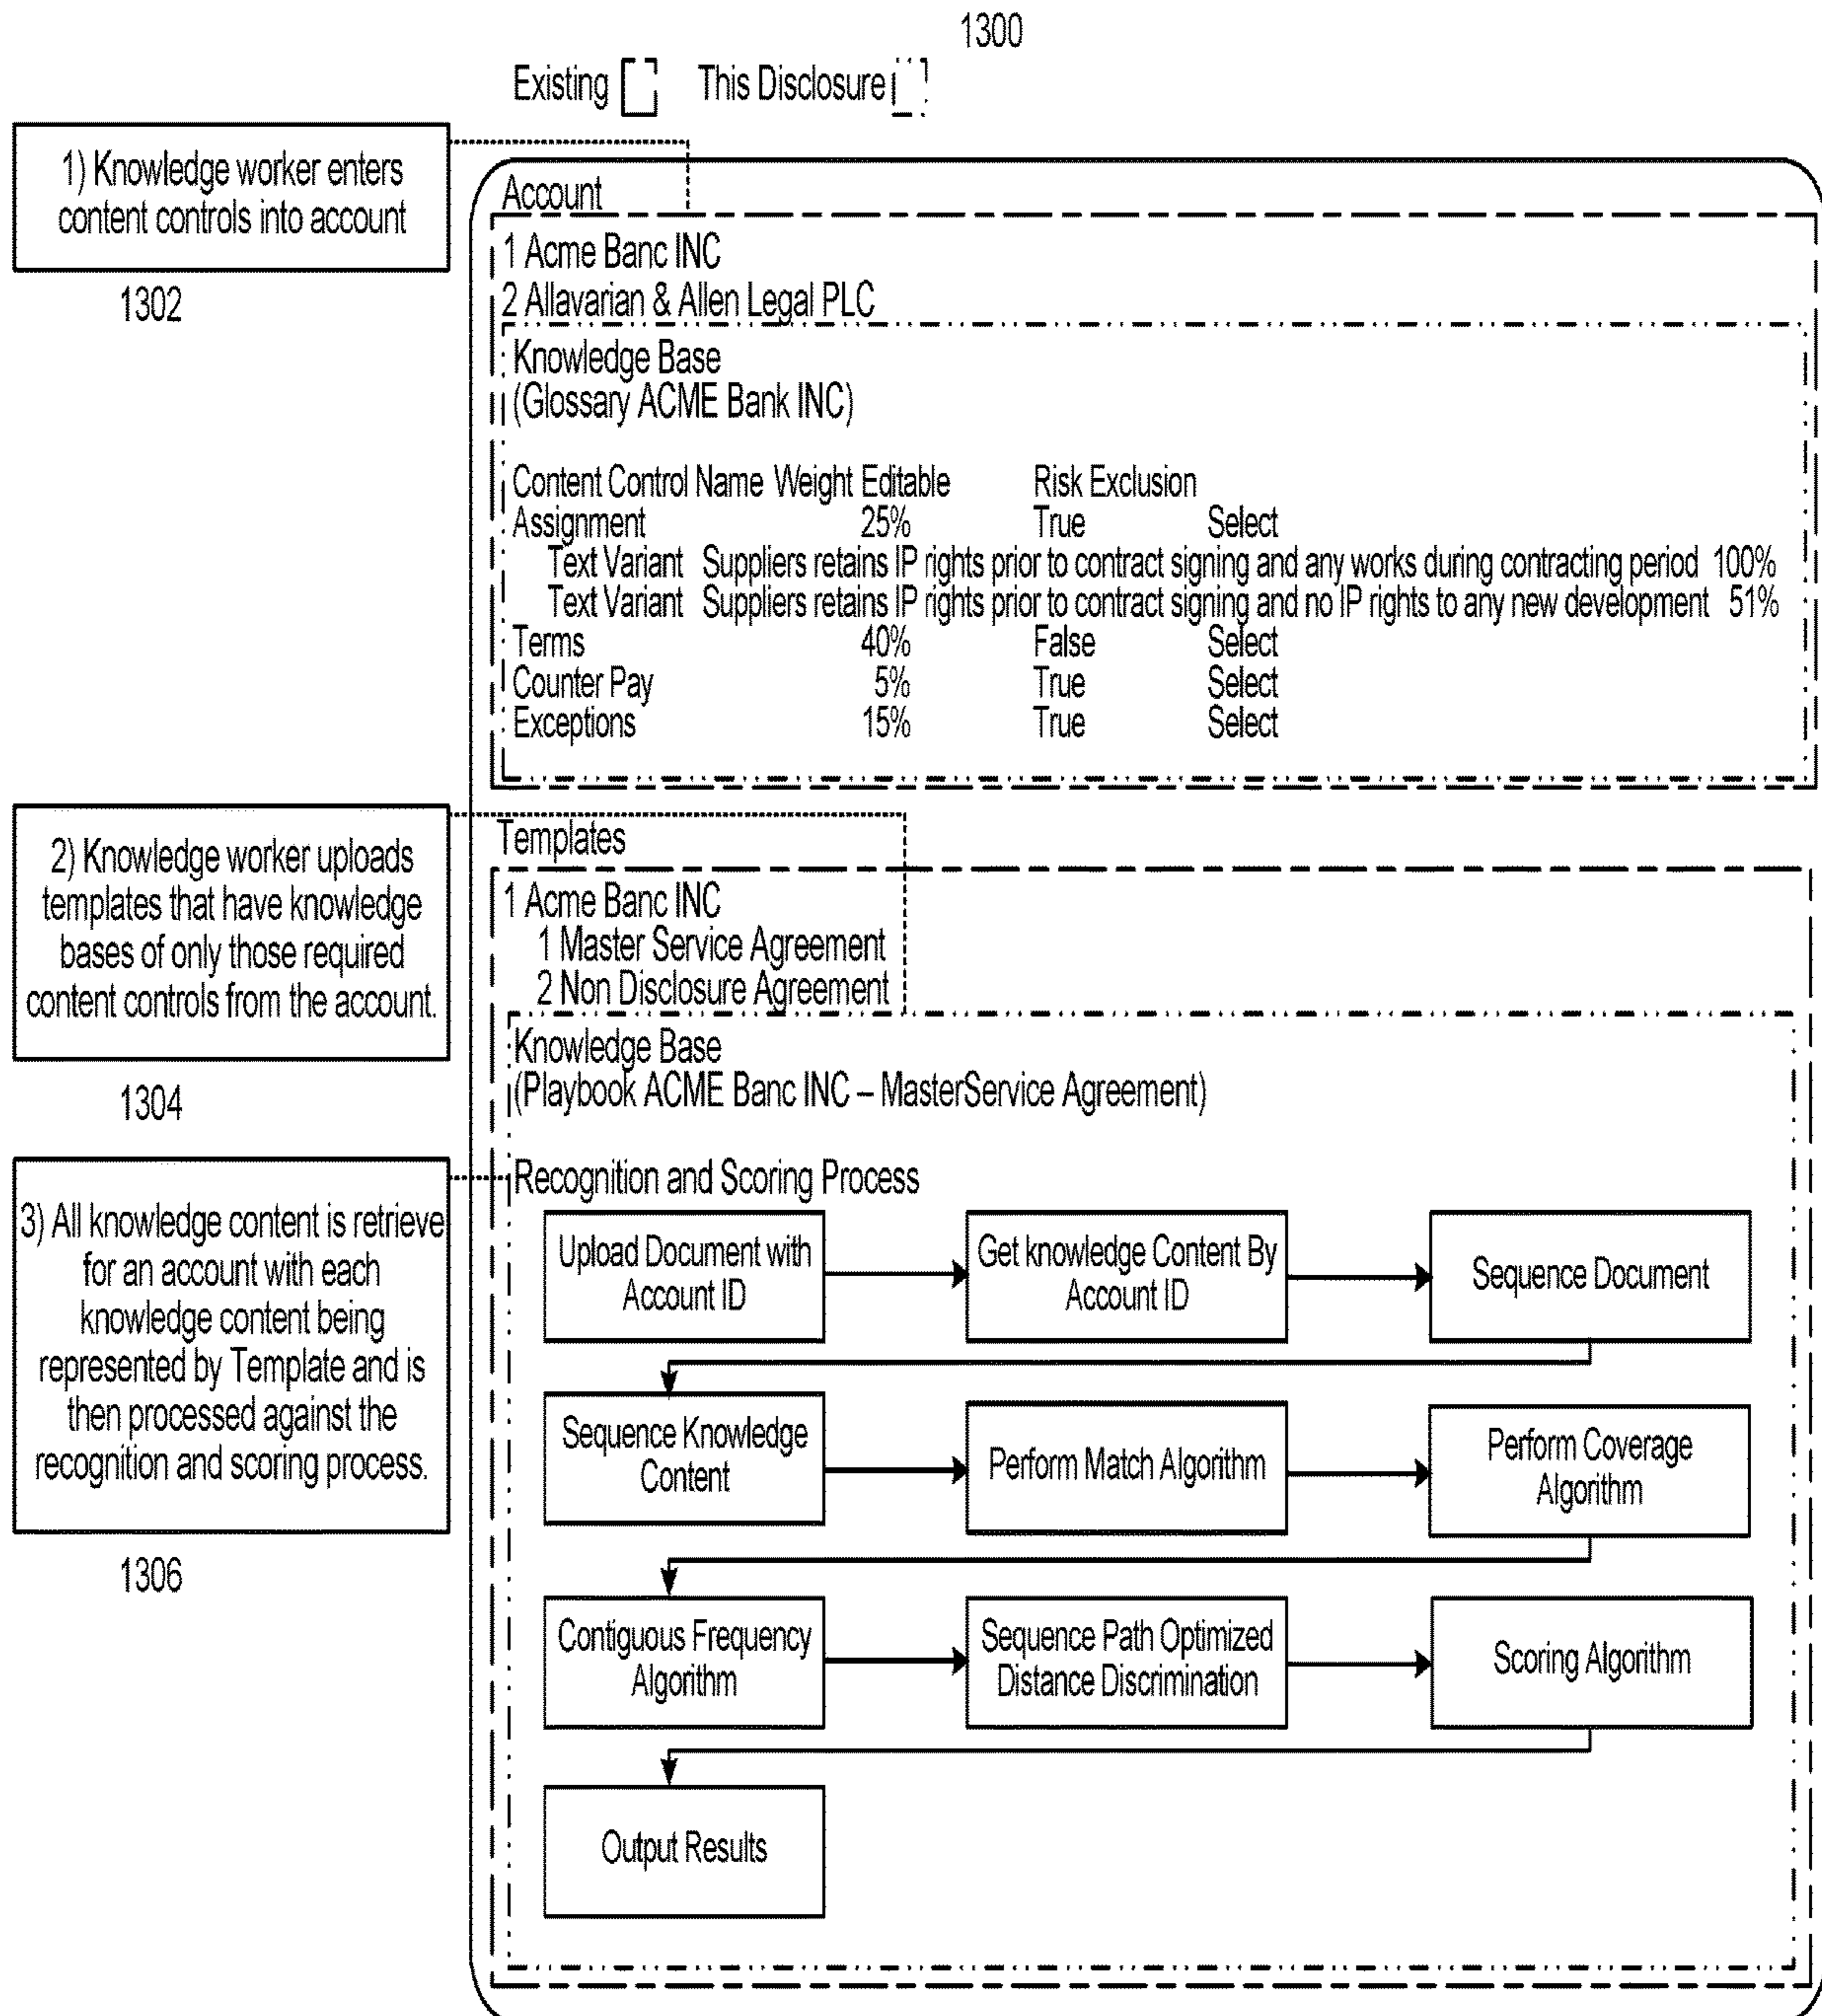 1300
Existing This Disclosure
1) Knowledge worker enters
content controls into account
1302
Account
1 Acme Banc INC
2 Allavarian & Allen Legal PLC
Knowledge Base
(Glossary ACME Bank INC)
Content Control Name Weight Editable Risk Exclusion
Assignment 25% True Select
Text Variant Suppliers retains IP rights prior to contract signing and any works during contracting period 100%
Text Variant Suppliers retains IP rights prior to contract signing and no IP rights to any new development 51%
Terms 40% False Select
Counter Pay 5% True Select
Exceptions 15% True Select
2) Knowledge worker uploads
templates that have knowledge
bases of only those required
content controls from the account.
1304
Templates
1 Acme Banc INC
1 Master Service Agreement
2 Non Disclosure Agreement
Knowledge Base
(Playbook ACME Banc INC – MasterService Agreement)
3) All knowledge content is retrieve
for an account with each
knowledge content being
represented by Template and is
then processed against the
recognition and scoring process.
1306
Recognition and Scoring Process
Upload Document with
Account ID
Get knowledge Content By
Account ID
Sequence Document
Sequence Knowledge
Content
Perform Match Algorithm
Perform Coverage
Algorithm
Contiguous Frequency
Algorithm
Sequence Path Optimized
Distance Discrimination
Scoring Algorithm
Output Results